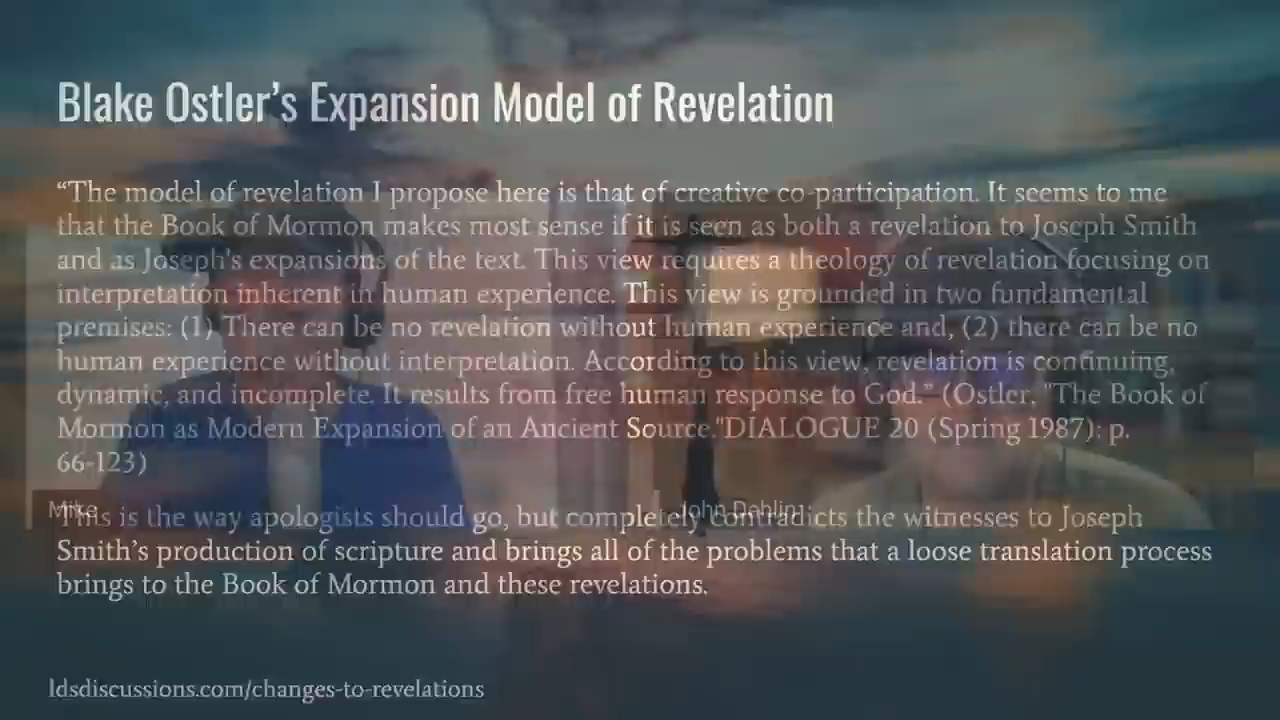 Blake Ostler's Expansion Model of Revelation
“The model of revelation I propose here is that of creative co-participation. It seems to me
that the Book of Mormon makes most sense if it is seen as both a revelation to Joseph Smith
and as Joseph's expansions of the text. This view requires a theology of revelation focusing on
interpretation inherent in human experience. This view is grounded in two fundamental
premises: (1) There can be no revelation without human experience and, (2) there can be no
human experience without interpretation. According to this view, revelation is continuing,
dynamic, and incomplete. It results from free human response to God.” (Ostler, "The Book of
Mormon as Modern Expansion of an Ancient Source."DIALOGUE 20 (Spring 1987): p.
66-123)
Mike
John Dehlin
This is the way apologists should go, but completely contradicts the witnesses to Joseph
Smith's production of scripture and brings all of the problems that a loose translation process
brings to the Book of Mormon and these revelations.
ldsdiscussions.com/changes-to-revelations